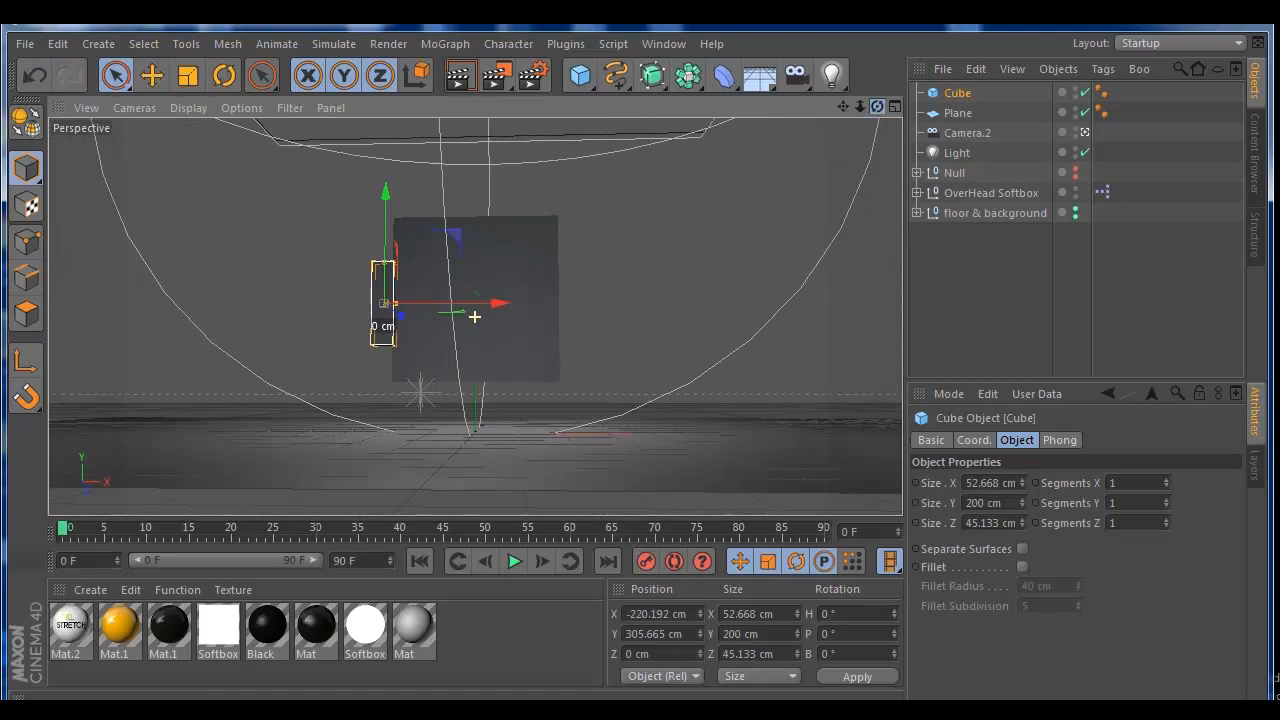 File Edit Create Select Tools Mesh Animate Simulate Render MoGraph Character Plugins Script Window Help Layout: Startup
X Y Z
File Edit View Objects Tags Boo
View Cameras Display Options Filter Panel
Perspective
Cube
Plane
Camera.2
Light
Null
OverHead Softbox
floor & background
Objects
Content Browser
Structure
0 cm
Y
X
Mode Edit User Data
Cube Object [Cube]
Basic Coord. Object Phong
Object Properties
Size . X 52.668 cm Segments X 1
Size . Y 200 cm Segments Y 1
Size . Z 45.133 cm Segments Z 1
Separate Surfaces
Fillet . . . . . . . . . .
Fillet Radius . . . . 40 cm
Fillet Subdivision 5
Attributes
Layers
0 5 10 15 20 25 30 35 40 45 50 55 60 65 70 75 80 85 90 0 F
0 F 0 F 90 F 90 F
P
Create Edit Function Texture
STRETCH
Mat.2 Mat.1 Mat.1 Softbox Black Mat Softbox Mat
MAXON
CINEMA 4D
Position Size Rotation
X -220.192 cm X 52.668 cm H 0 °
Y 305.665 cm Y 200 cm P 0 °
Z 0 cm Z 45.133 cm B 0 °
Object (Rel) Size Apply